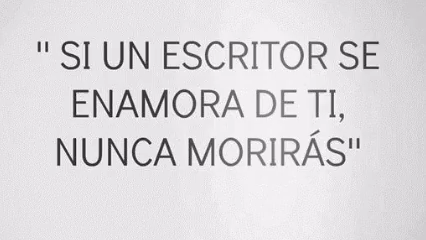 " SI UN ESCRITOR SE
ENAMORA DE TI,
NUNCA MORIRÁS"